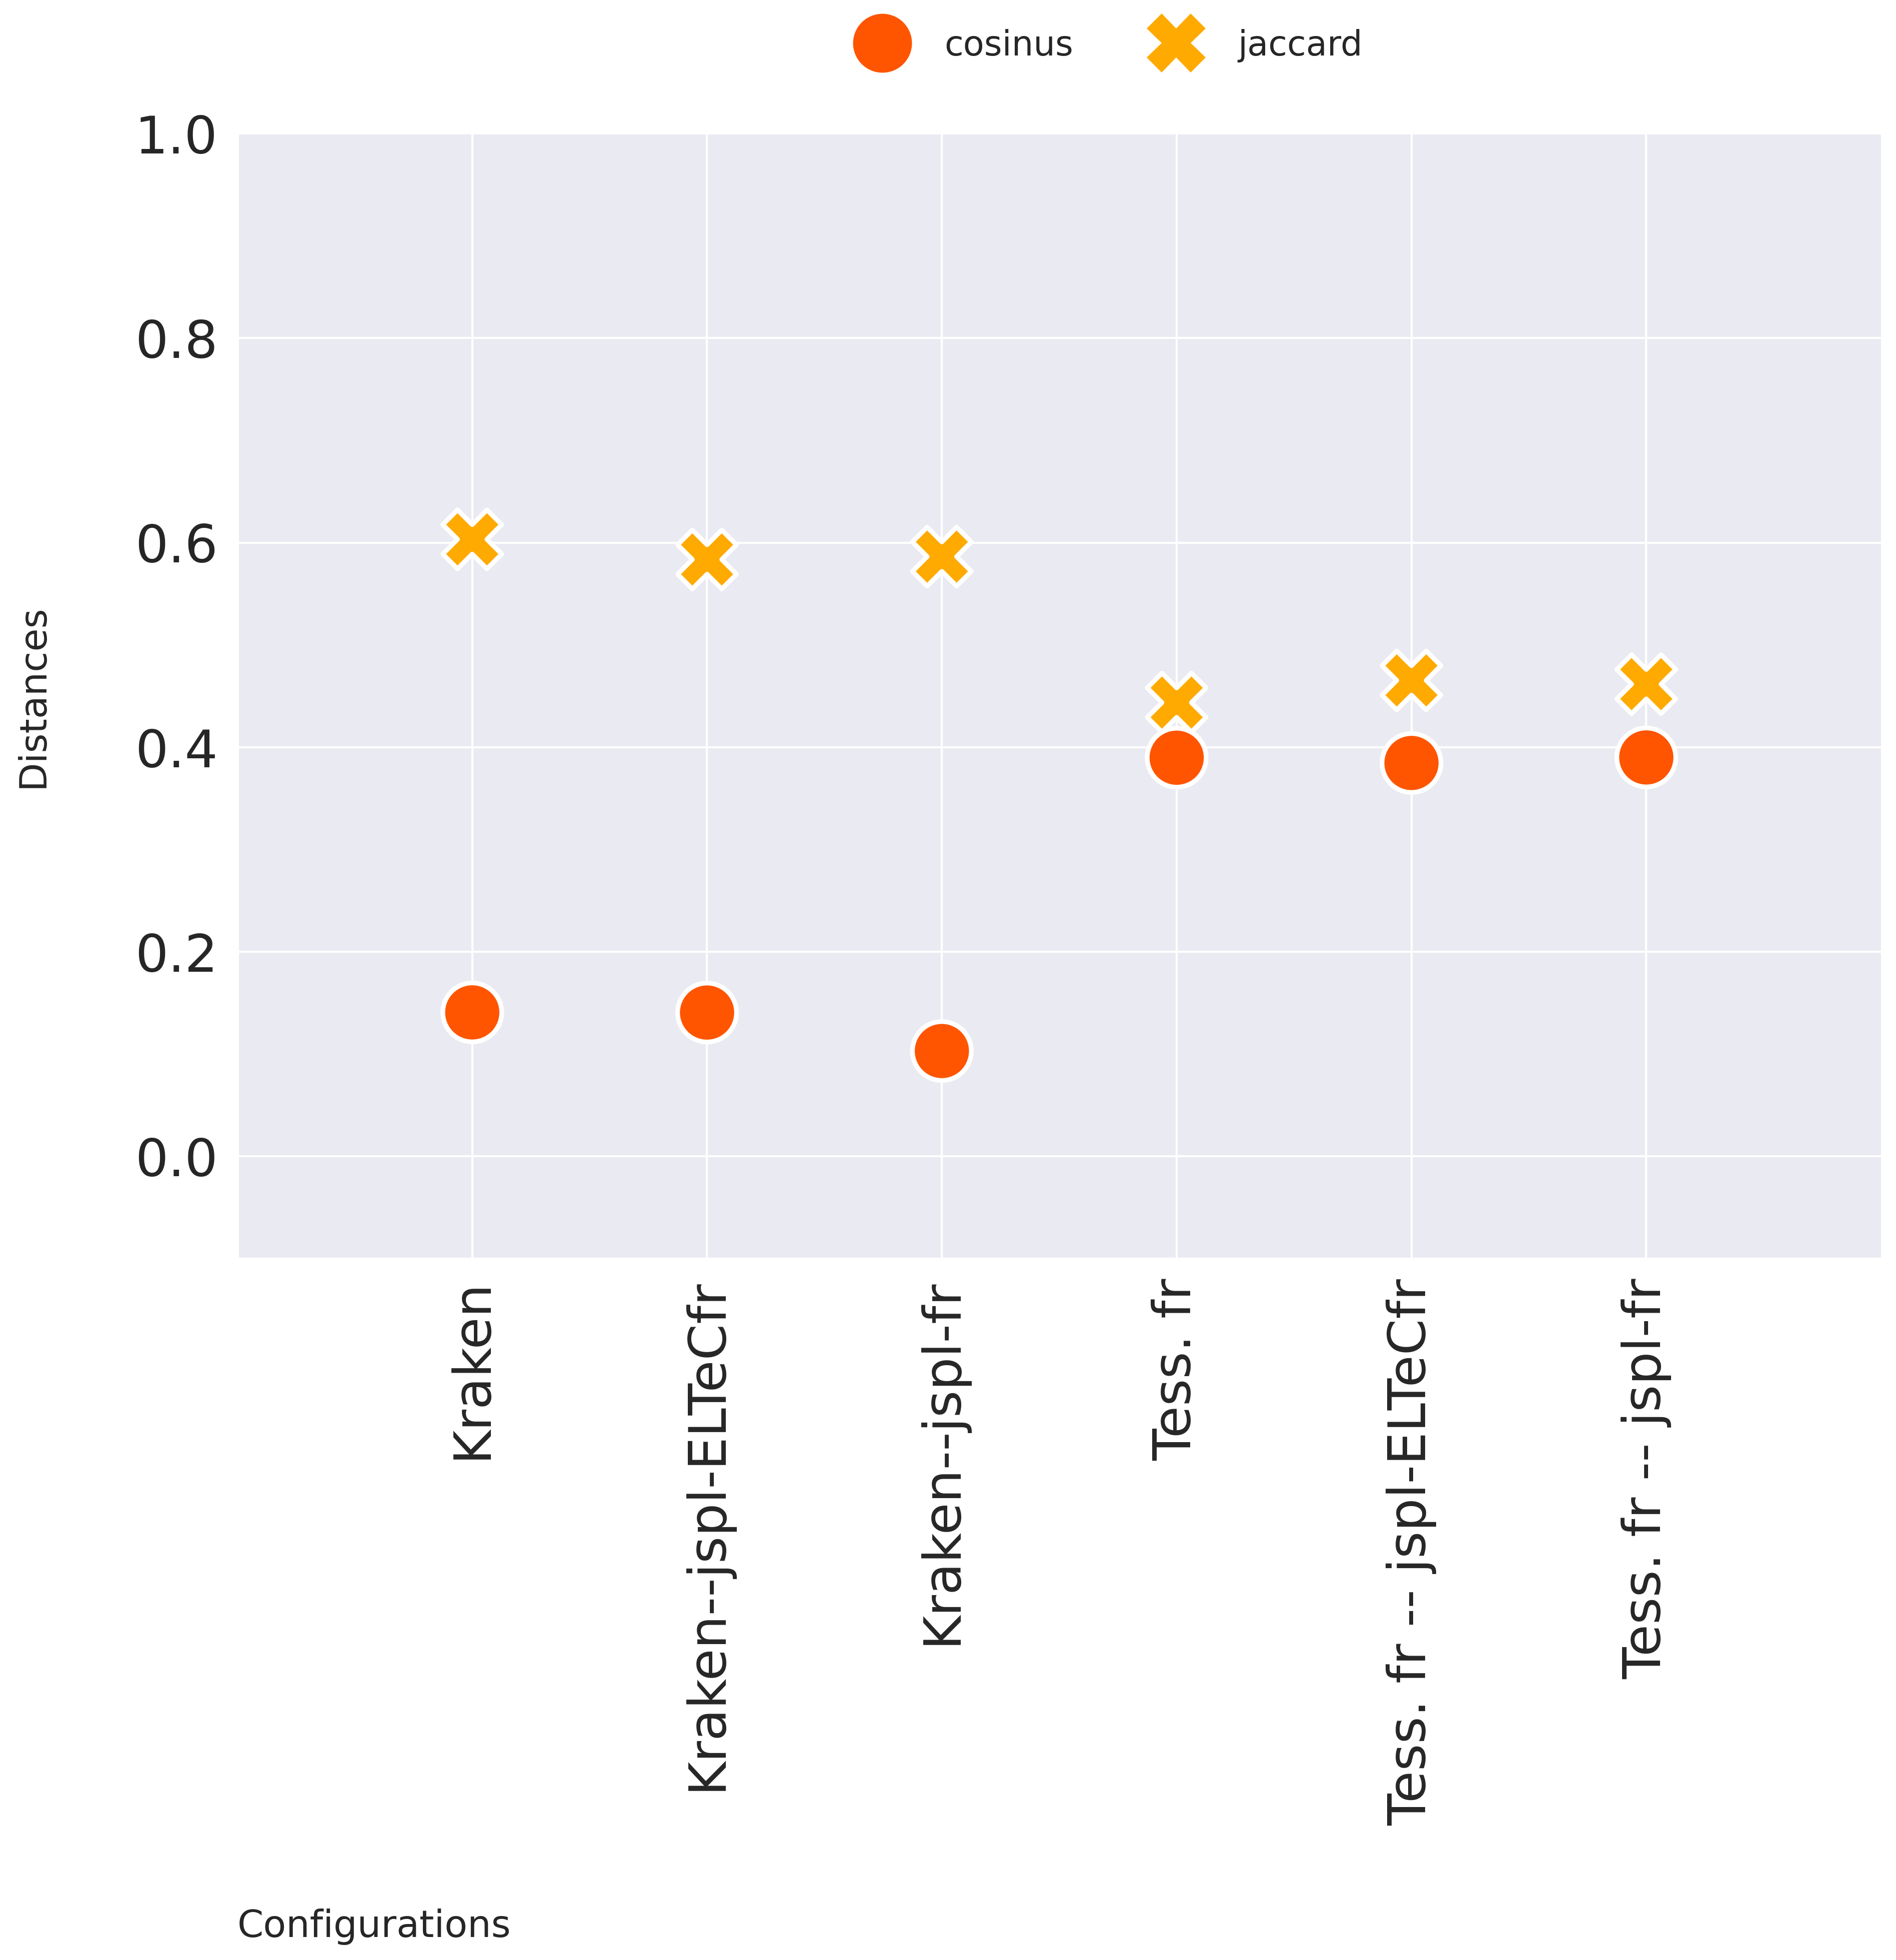 cosinus jaccard
1.0
0.8
0.6
0.4
0.2
0.0
Distances
Kraken
Kraken--jspl-ELTeCfr
Kraken--jspl-fr
Tess. fr
Tess. fr -- jspl-ELTeCfr
Tess. fr -- jspl-fr
Configurations